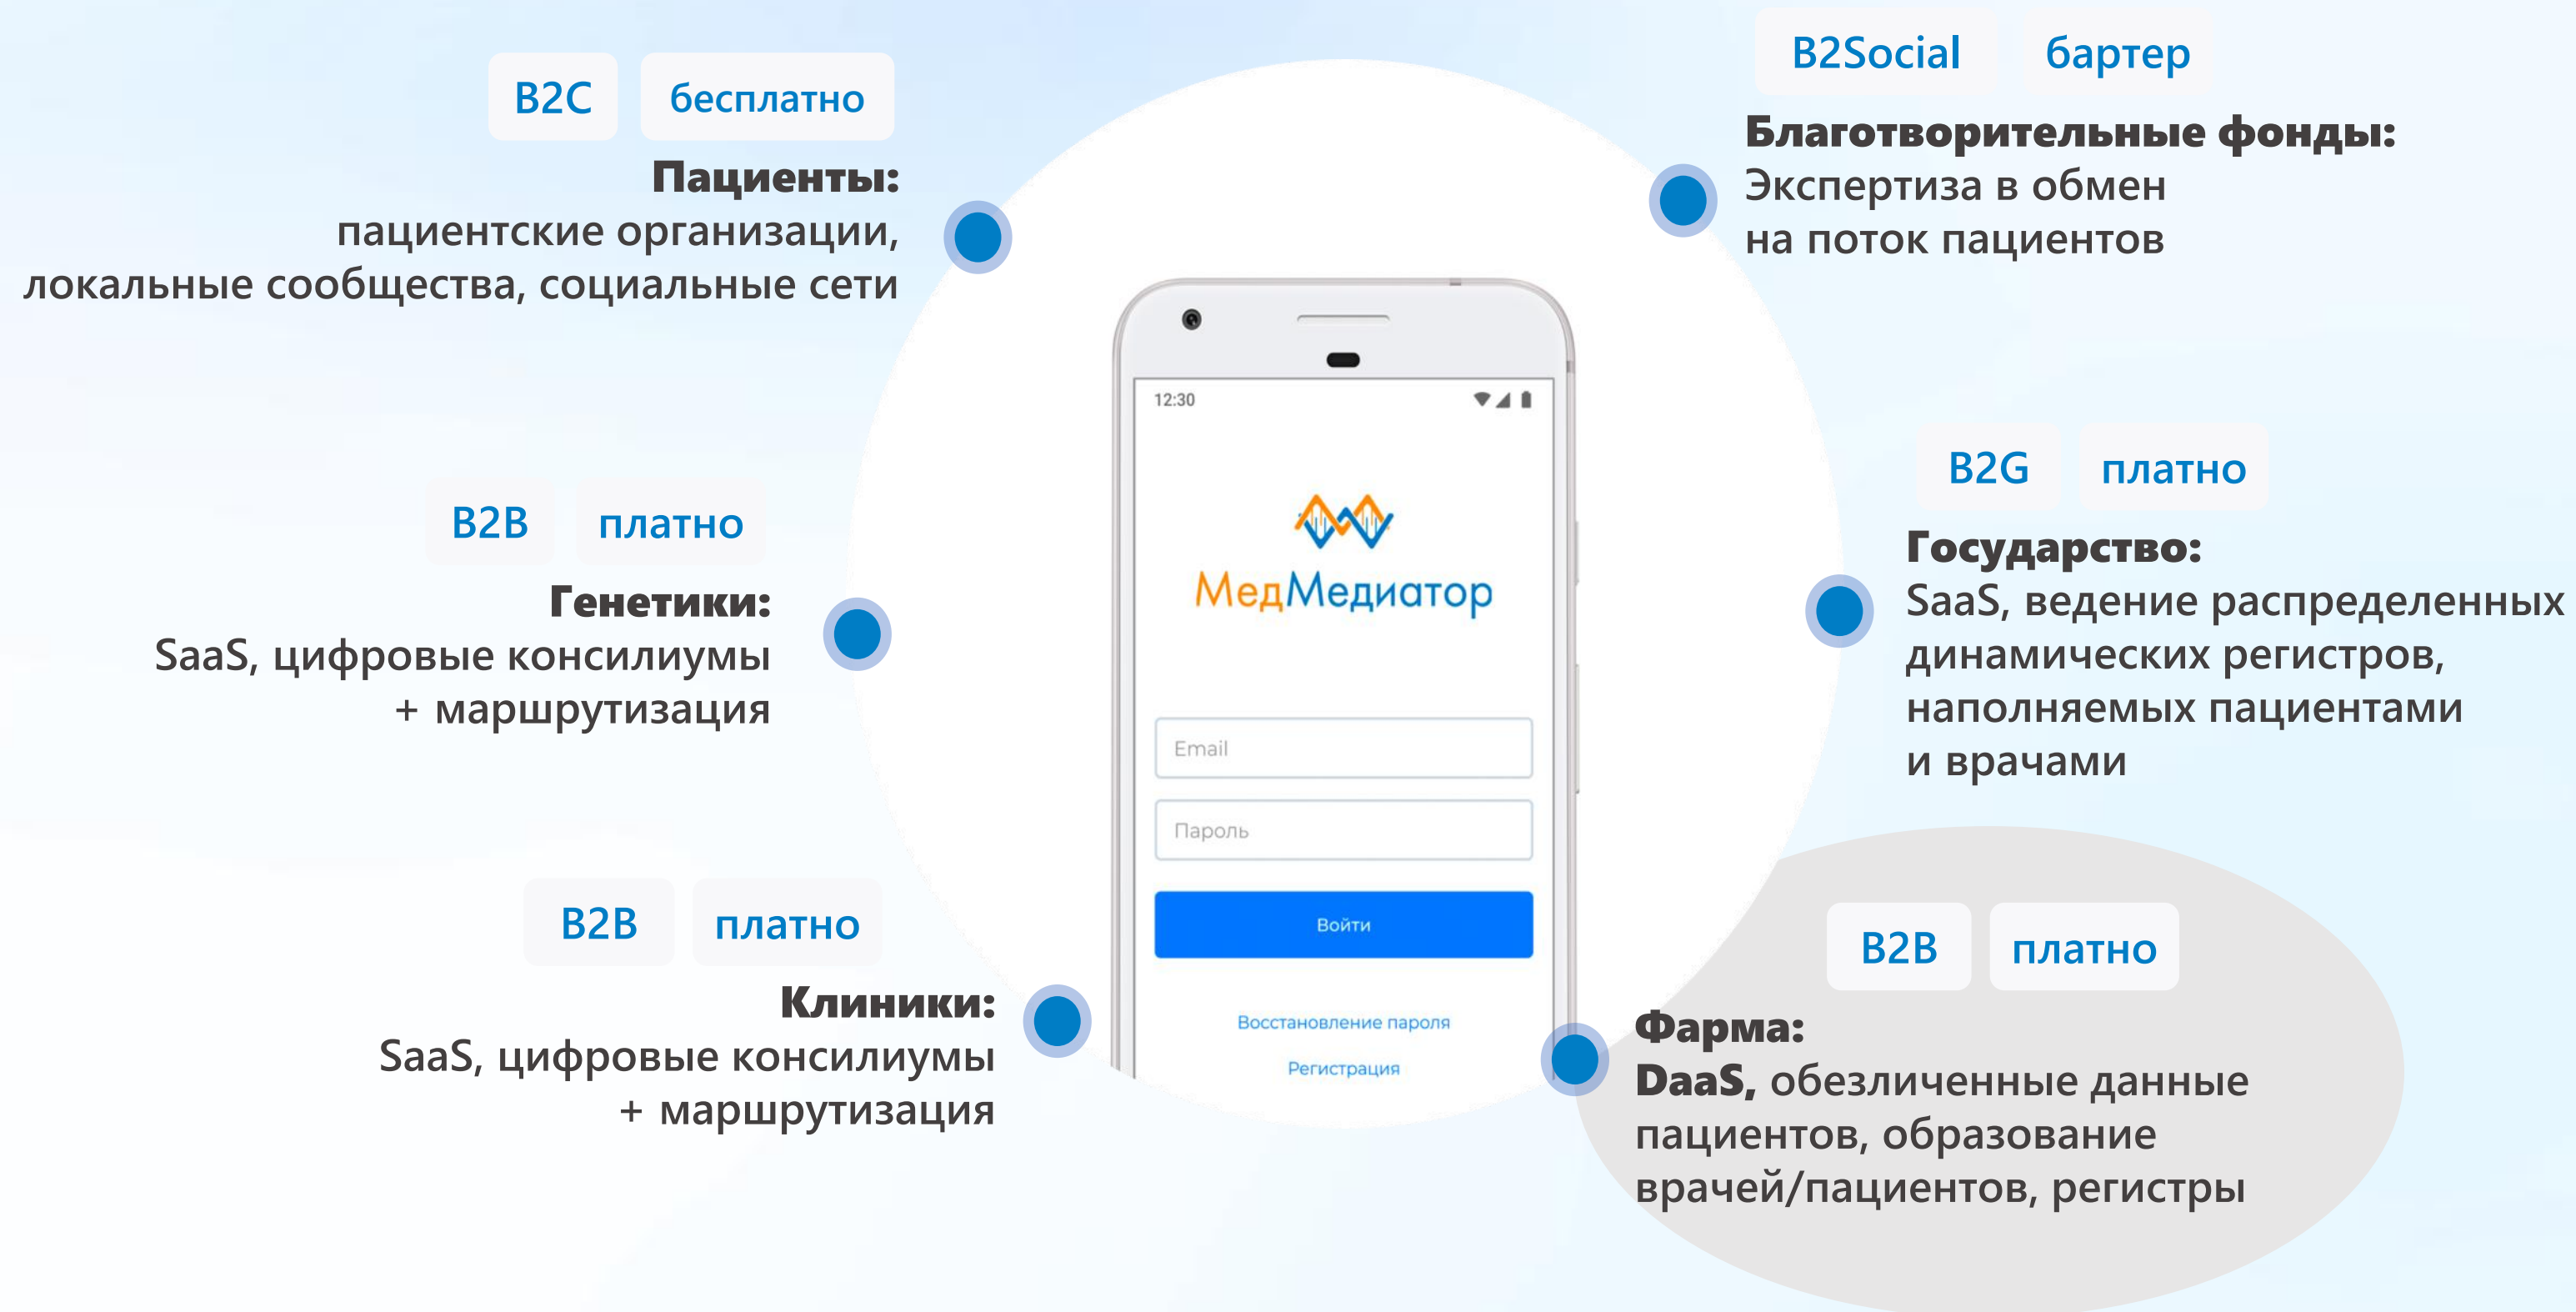 B2C бесплатно
Пациенты:
пациентские организации,
локальные сообщества, социальные сети
B2B платно
Генетики:
SaaS, цифровые консилиумы
+ маршрутизация
B2B платно
Клиники:
SaaS, цифровые консилиумы
+ маршрутизация
12:30
МедМедиатор
Email
Пароль
Войти
Восстановление пароля
Регистрация
B2Social бартер
Благотворительные фонды:
Экспертиза в обмен
на поток пациентов
B2G платно
Государство:
SaaS, ведение распределенных
динамических регистров,
наполняемых пациентами
и врачами
B2B платно
Фарма:
DaaS, обезличенные данные
пациентов, образование
врачей/пациентов, регистры